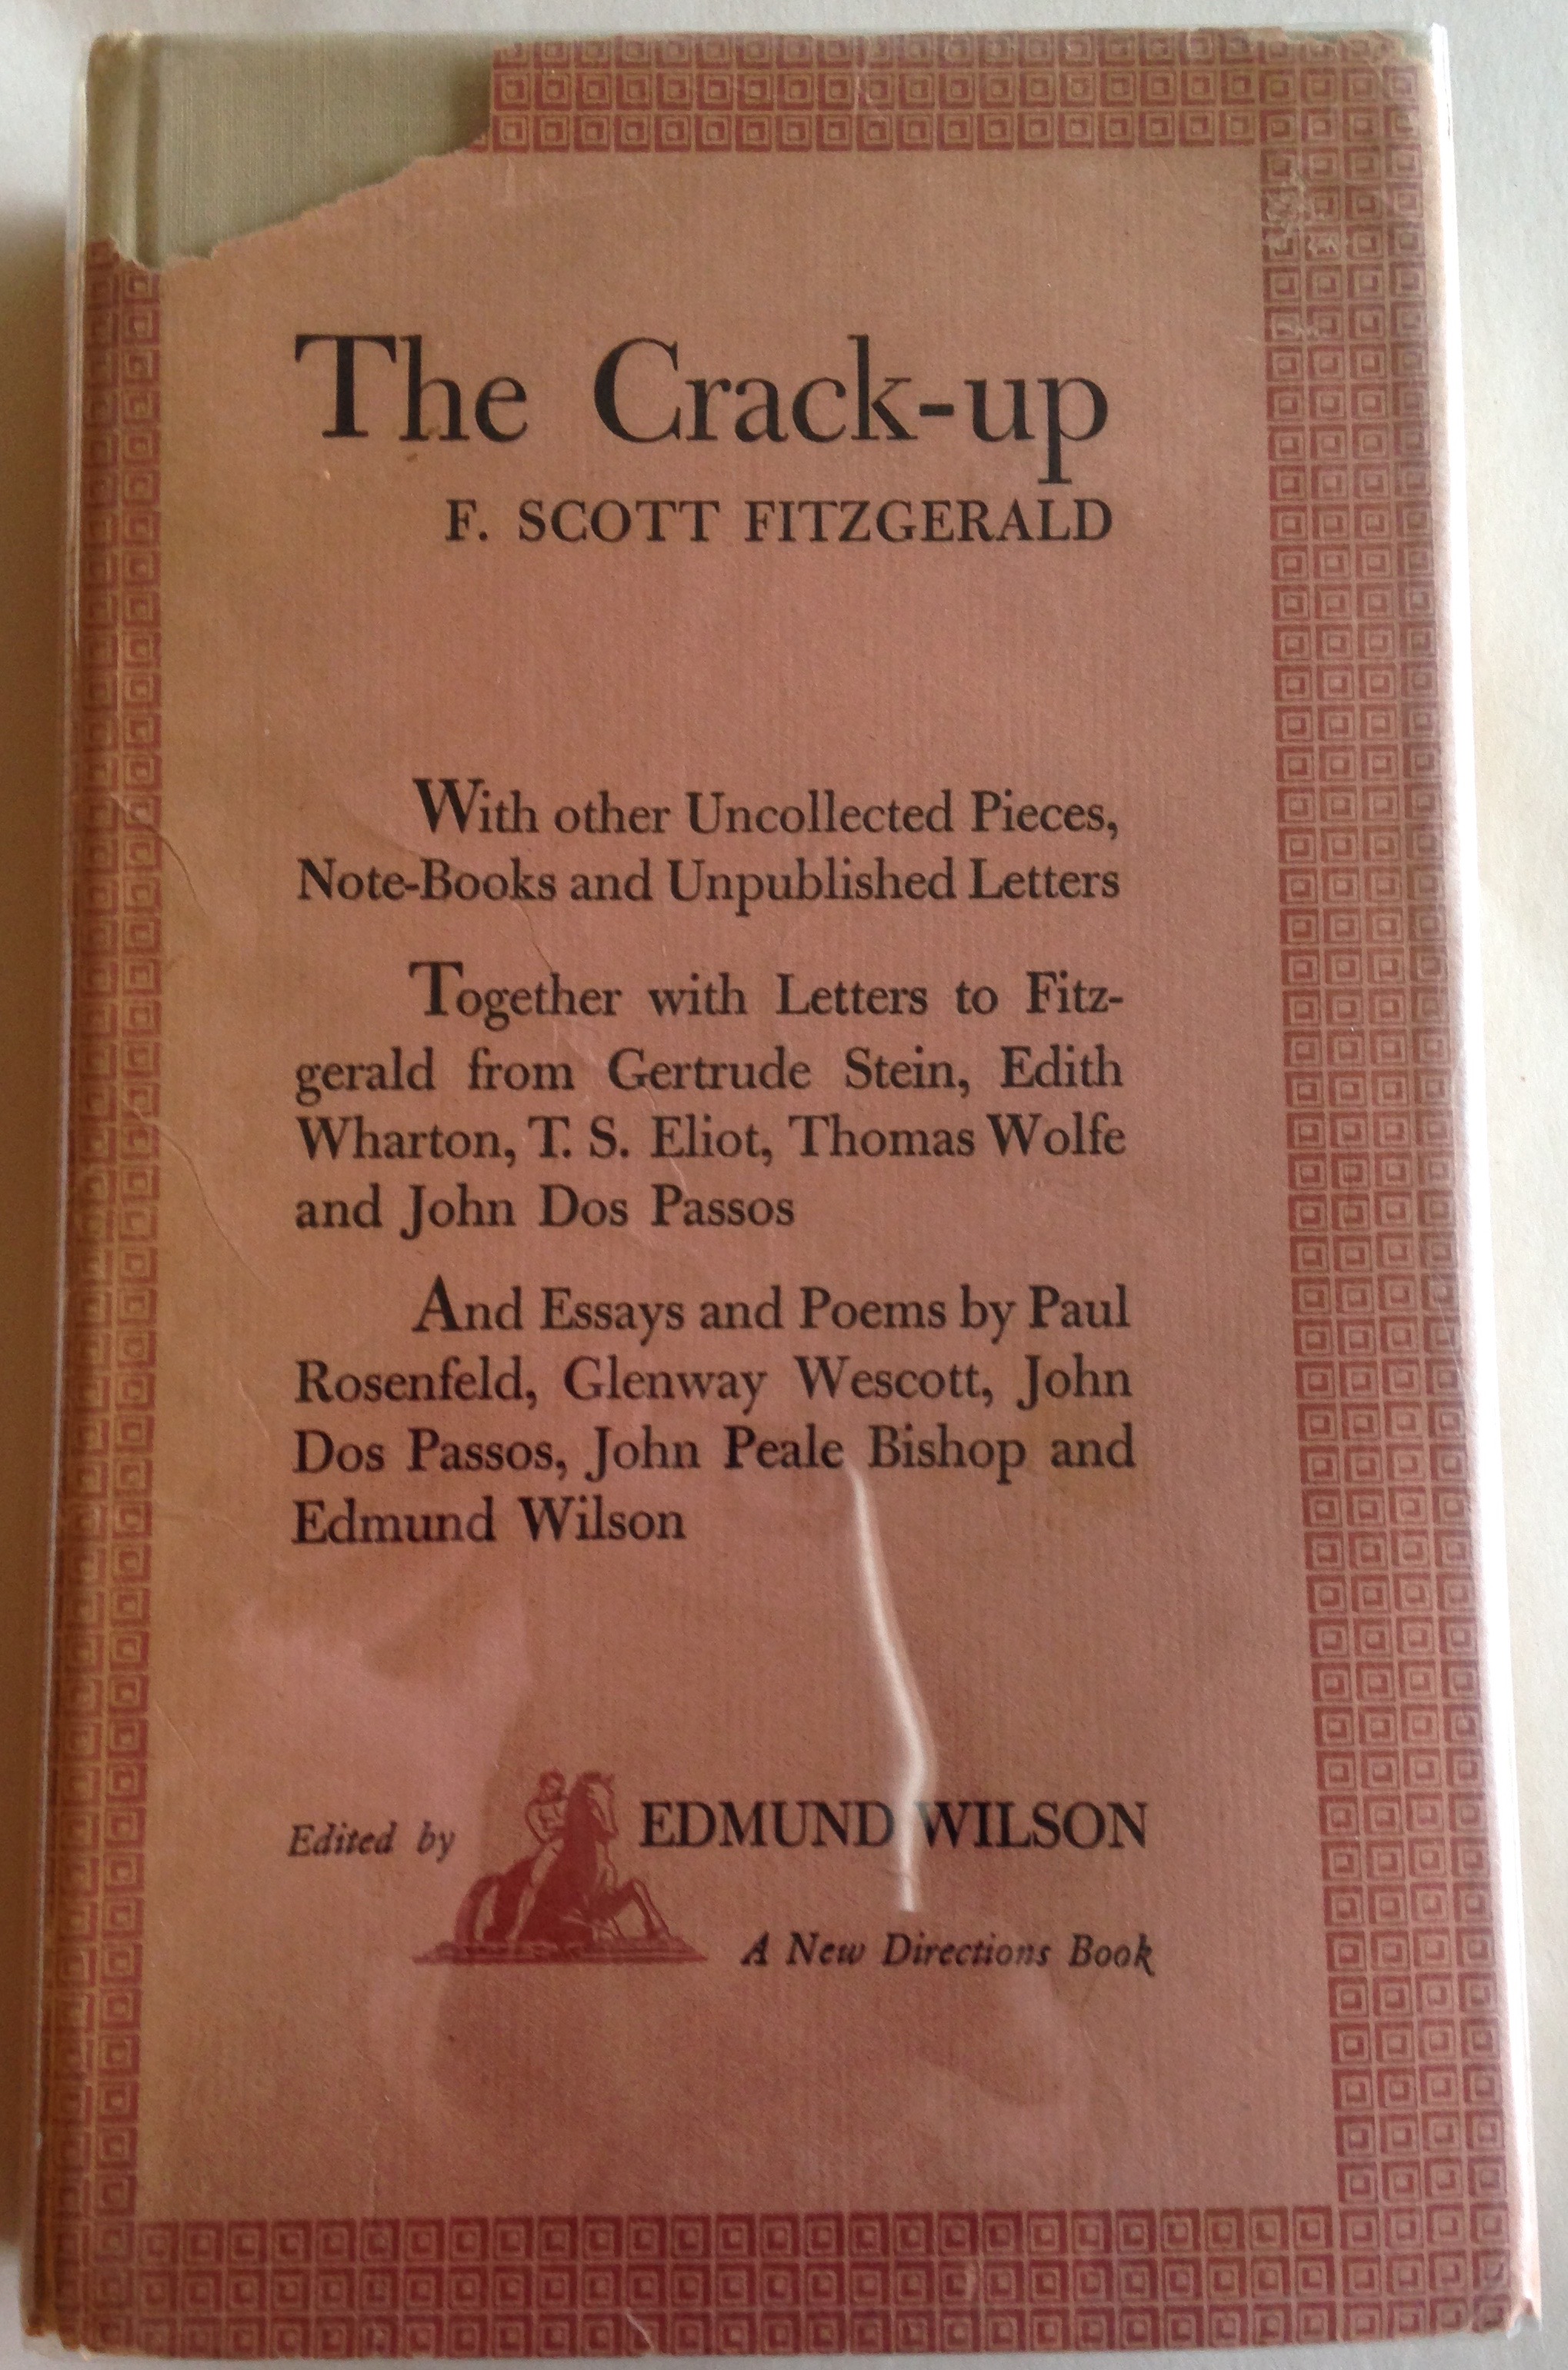 The Crack-up
F. SCOTT FITZGERALD
With other Uncollected Pieces,
Note-Books and Unpublished Letters
Together with Letters to Fitz-
gerald from Gertrude Stein, Edith
Wharton, T. S. Eliot, Thomas Wolfe
and John Dos Passos
And Essays and Poems by Paul
Rosenfeld, Glenway Wescott, John
Dos Passos, John Peale Bishop and
Edmund Wilson
Edited by EDMUND WILSON
A New Directions Book